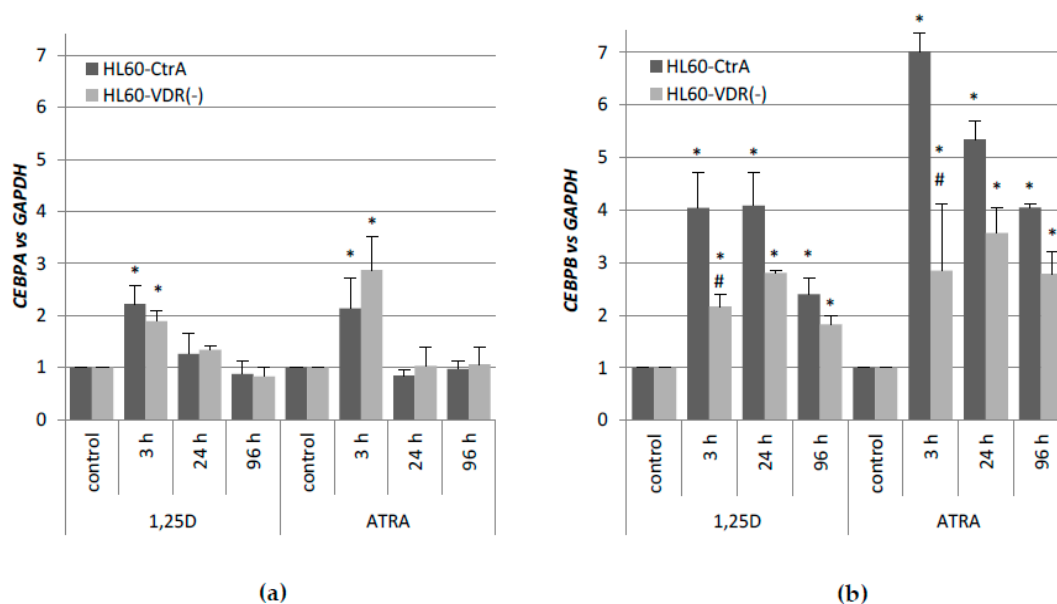 CEBPA vs GAPDH
7
6
5
4
3
2
1
0
HL60-CtrA
HL60-VDR(-)
*
*
*
*
control
3 h
24 h
96 h
control
3 h
24 h
96 h
1,25D
ATRA
(a)
CEBPB vs GAPDH
7
6
5
4
3
2
1
0
HL60-CtrA
HL60-VDR(-)
*
*
#
*
*
*
*
*
*
#
*
*
*
*
control
3 h
24 h
96 h
control
3 h
24 h
96 h
1,25D
ATRA
(b)